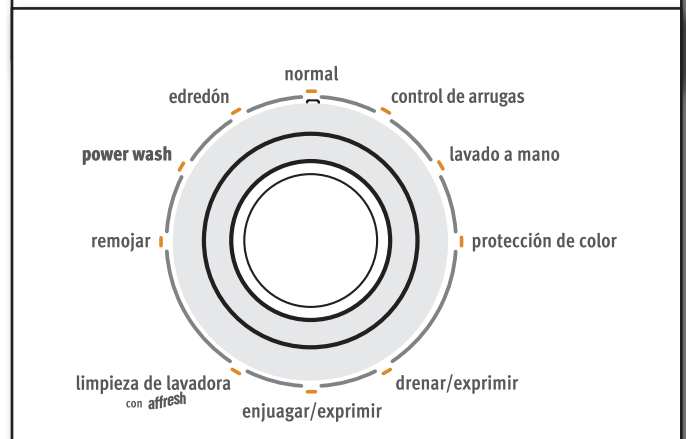 normal
edredón
control de arrugas
power wash
lavado a mano
remojar
protección de color
limpieza de lavadora
con affresh
drenar/exprimir
enjuagar/exprimir